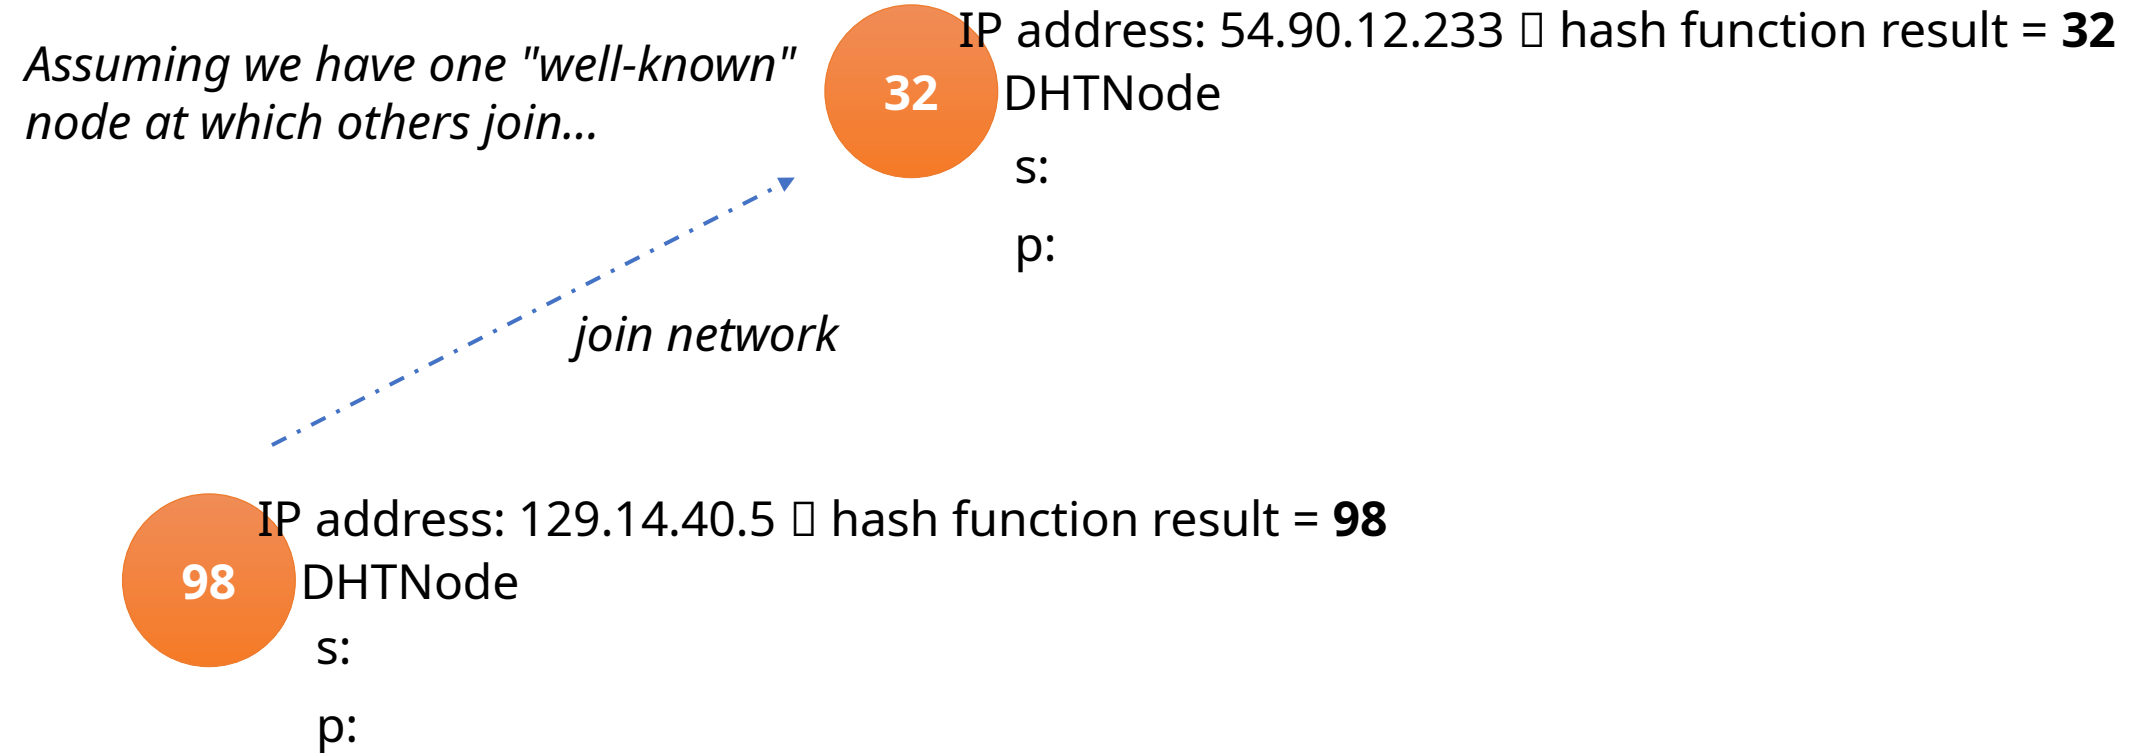 Assuming we have one "well-known"
node at which others join...
32
IP address: 54.90.12.233 ▯ hash function result = 32
DHTNode
s:
p:
join network
98
IP address: 129.14.40.5 ▯ hash function result = 98
DHTNode
s:
p: